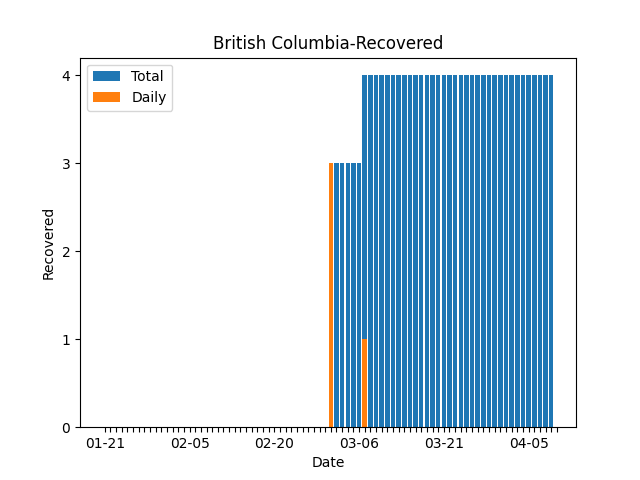 British Columbia-Recovered
Total
Daily
Recovered
4
3
2
1
0
01-21 02-05 02-20 03-06 03-21 04-05
Date